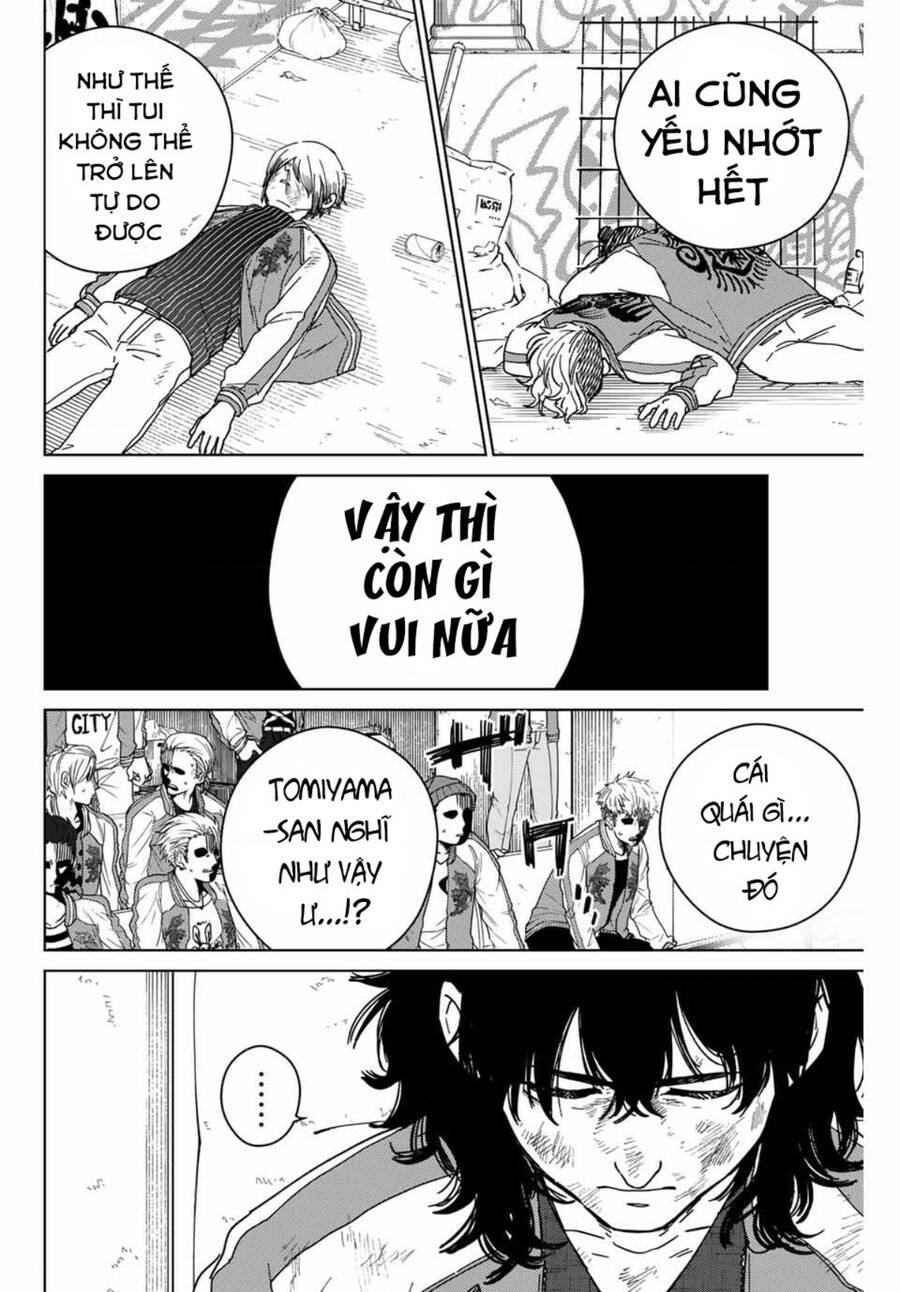 AI CŨNG
YẾU NHỚT
HẾT
NHƯ THẾ
THÌ TUI
KHÔNG THỂ
TRỞ LÊN
TỰ DO
ĐƯỢC
VẬY THÌ
CÒN GÌ
VUI NỮA
CÁI
QUÁI GÌ...
CHUYỆN
ĐÓ
TOMIYAMA
-SAN NGHĨ
NHƯ VẬY
Ư...!?
CITY
......